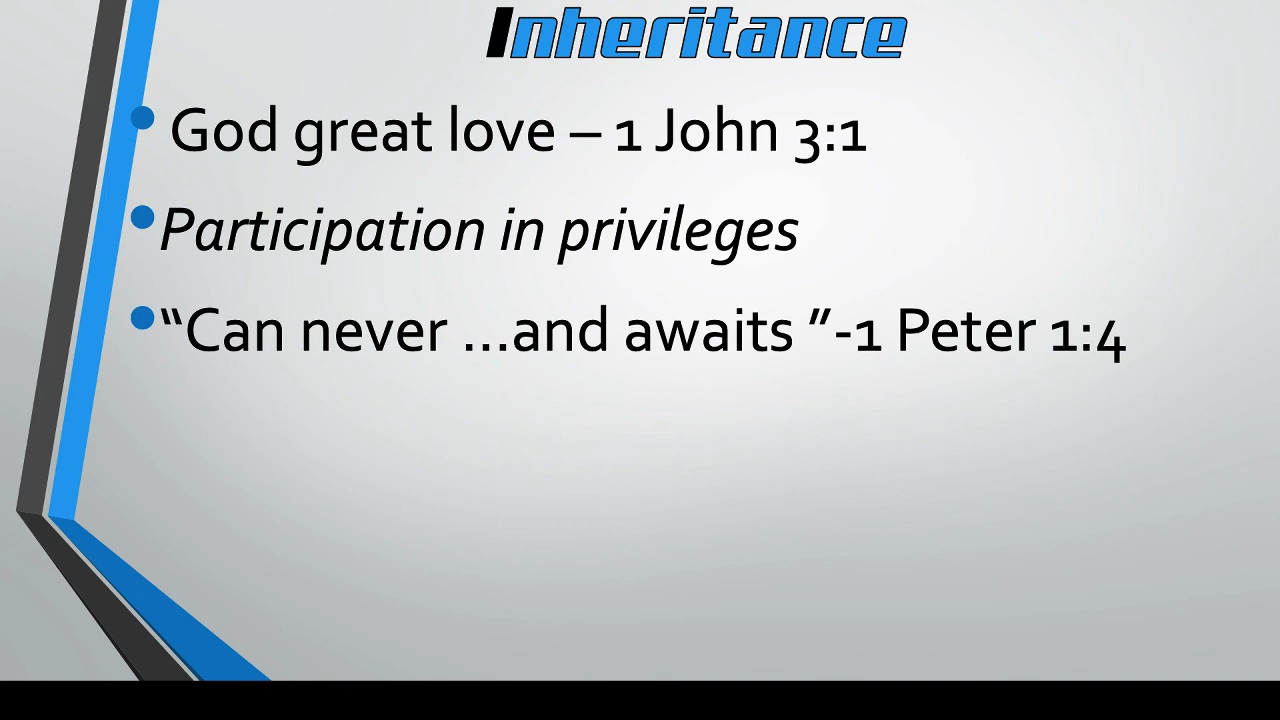 Inheritance
• God great love – 1 John 3:1
• Participation in privileges
• “Can never ...and awaits ”-1 Peter 1:4